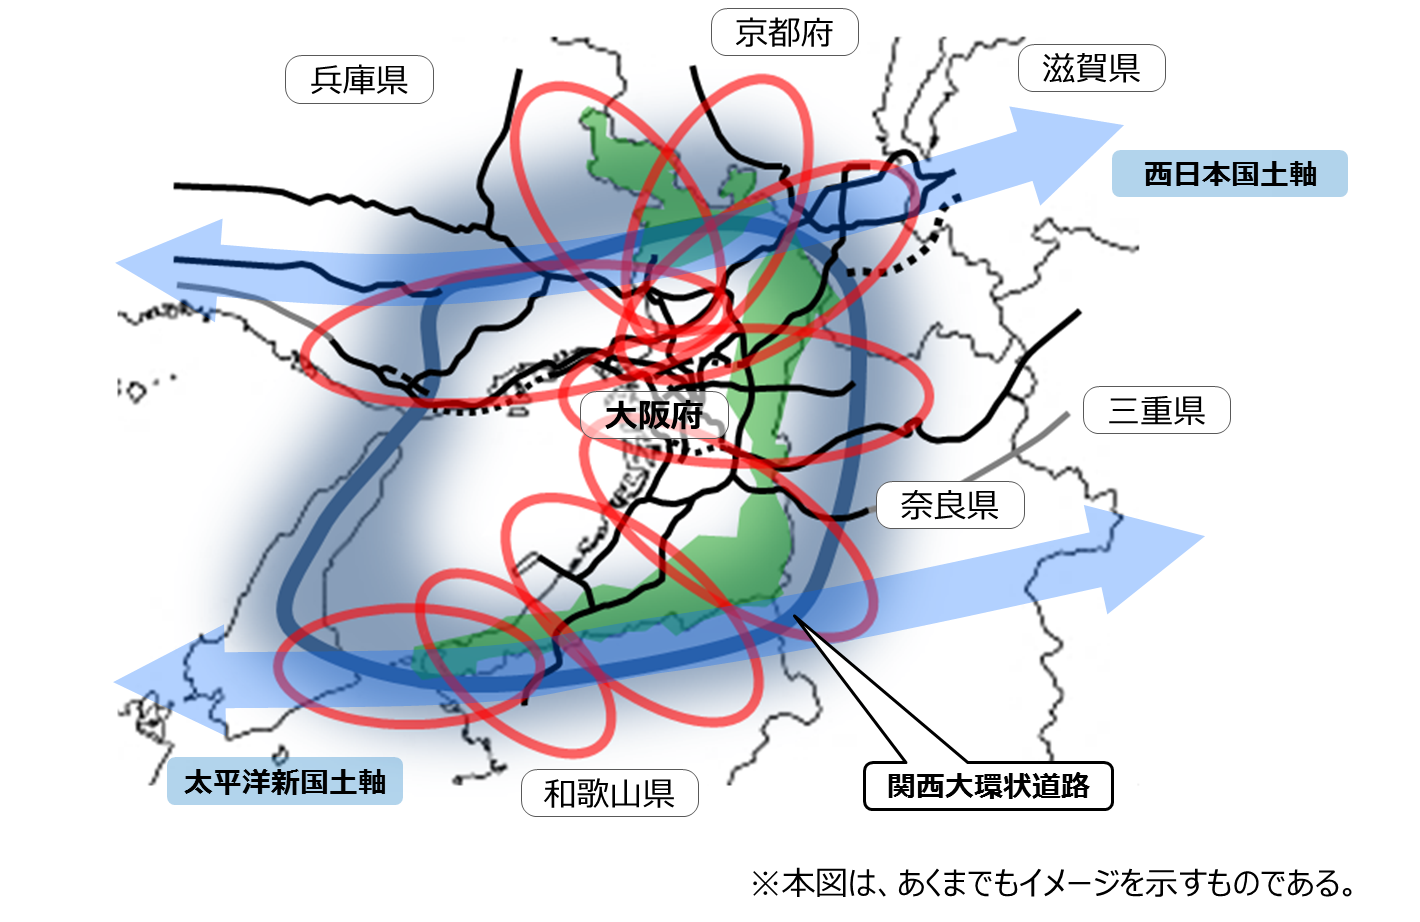 京都府
滋賀県
兵庫県
西日本国土軸
三重県
大阪府
奈良県
太平洋新国土軸
和歌山県
関西大環状道路
※本図は、あくまでもイメージを示すものである。